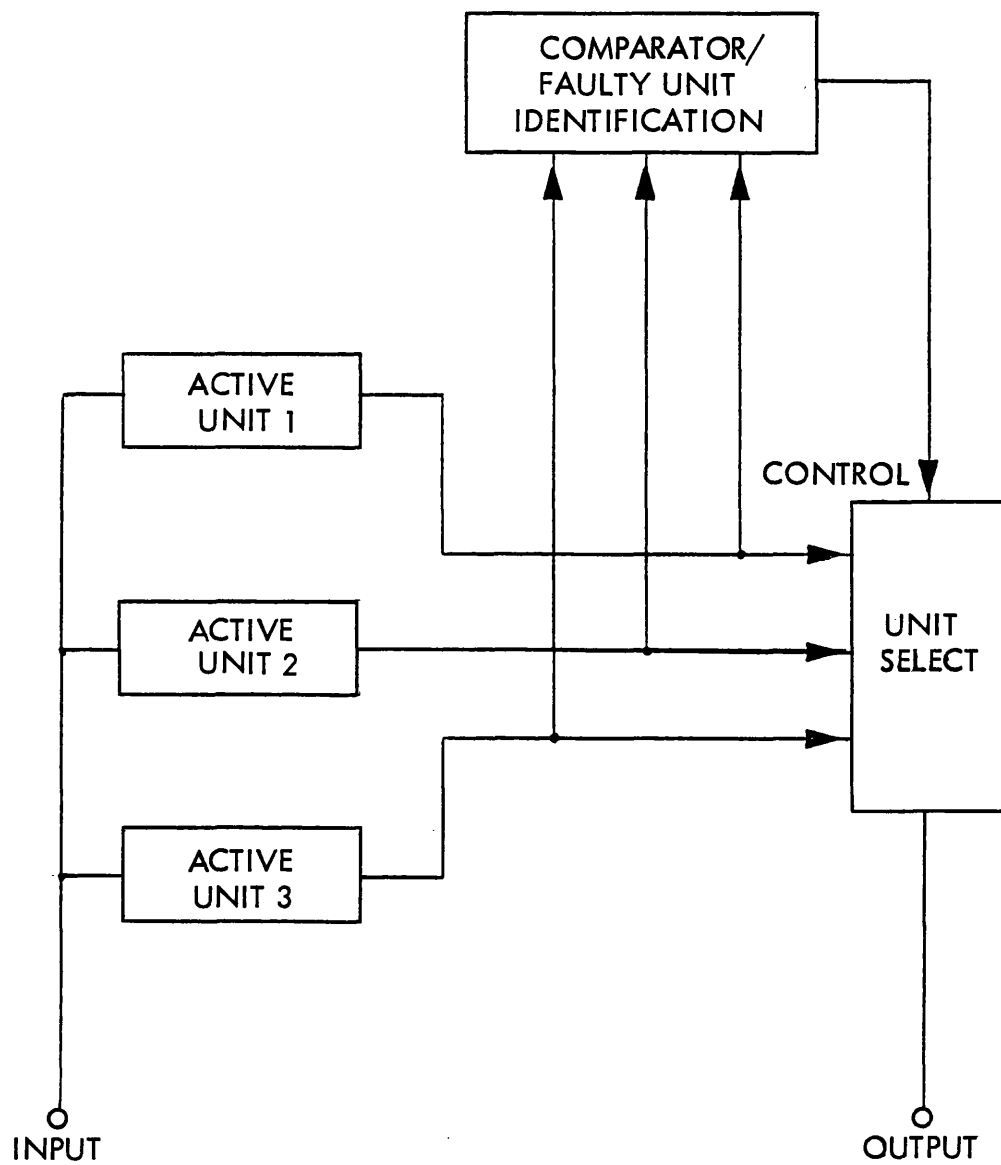 COMPARATOR/
FAULTY UNIT
IDENTIFICATION
ACTIVE
UNIT 1
CONTROL
ACTIVE
UNIT 2
UNIT
SELECT
ACTIVE
UNIT 3
INPUT
OUTPUT